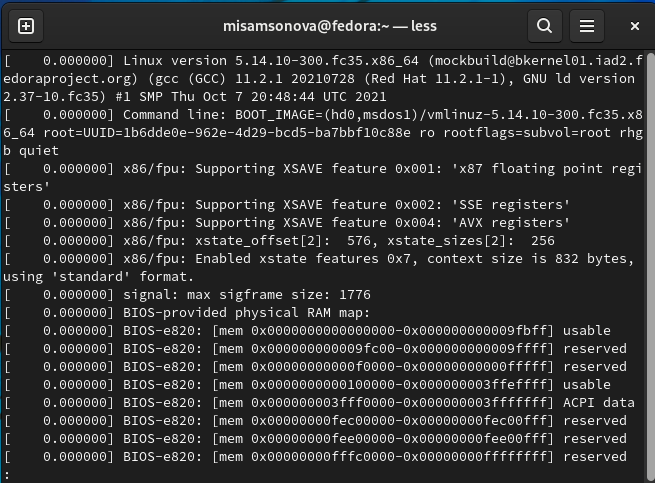 misamsonova@fedora:~ — less
[    0.000000] Linux version 5.14.10-300.fc35.x86_64 (mockbuild@bkernel01.iad2.f
edoraproject.org) (gcc (GCC) 11.2.1 20210728 (Red Hat 11.2.1-1), GNU ld version
2.37-10.fc35) #1 SMP Thu Oct 7 20:48:44 UTC 2021
[    0.000000] Command line: BOOT_IMAGE=(hd0,msdos1)/vmlinuz-5.14.10-300.fc35.x8
6_64 root=UUID=1b6dde0e-962e-4d29-bcd5-ba7bbf10c88e ro rootflags=subvol=root rhg
b quiet
[    0.000000] x86/fpu: Supporting XSAVE feature 0x001: 'x87 floating point regi
sters'
[    0.000000] x86/fpu: Supporting XSAVE feature 0x002: 'SSE registers'
[    0.000000] x86/fpu: Supporting XSAVE feature 0x004: 'AVX registers'
[    0.000000] x86/fpu: xstate_offset[2]:  576, xstate_sizes[2]:  256
[    0.000000] x86/fpu: Enabled xstate features 0x7, context size is 832 bytes,
using 'standard' format.
[    0.000000] signal: max sigframe size: 1776
[    0.000000] BIOS-provided physical RAM map:
[    0.000000] BIOS-e820: [mem 0x0000000000000000-0x000000000009fbff] usable
[    0.000000] BIOS-e820: [mem 0x000000000009fc00-0x000000000009ffff] reserved
[    0.000000] BIOS-e820: [mem 0x00000000000f0000-0x00000000000fffff] reserved
[    0.000000] BIOS-e820: [mem 0x0000000000100000-0x000000003ffeffff] usable
[    0.000000] BIOS-e820: [mem 0x000000003fff0000-0x000000003fffffff] ACPI data
[    0.000000] BIOS-e820: [mem 0x00000000fec00000-0x00000000fec00fff] reserved
[    0.000000] BIOS-e820: [mem 0x00000000fee00000-0x00000000fee00fff] reserved
[    0.000000] BIOS-e820: [mem 0x00000000fffc0000-0x00000000ffffffff] reserved
: